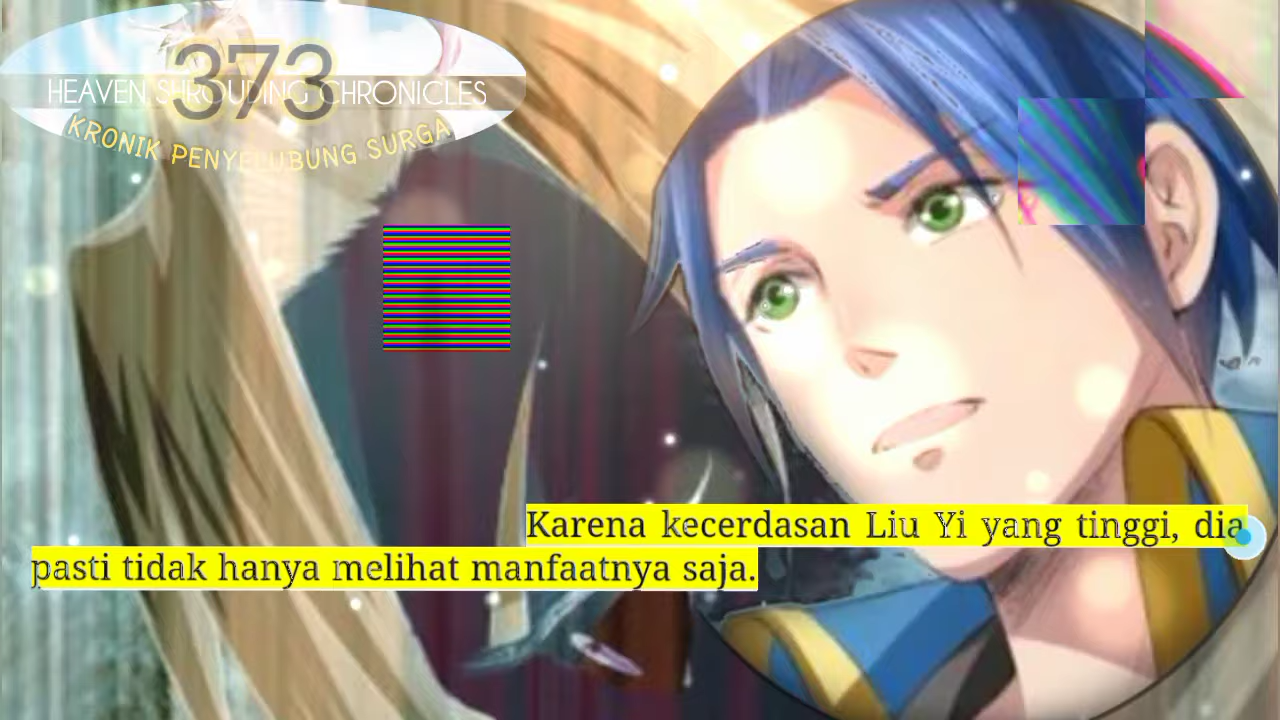 373
HEAVEN SHROUDING CHRONICLES
KRONIK PENYELUBUNG SURGA
Karena kecerdasan Liu Yi yang tinggi, dia
pasti tidak hanya melihat manfaatnya saja.